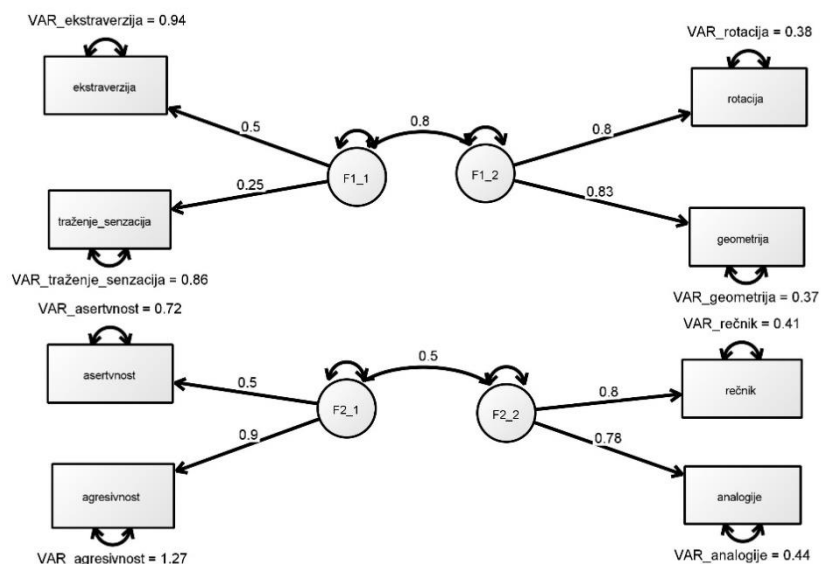 VAR_ekstraverzija = 0.94
VAR_rotacija = 0.38
ekstraverzija
rotacija
0.8
0.5
0.8
F1_1
F1_2
0.25
0.83
traženje_senzacija
geometrija
VAR_traženje_senzacija = 0.86
VAR_geometrija = 0.37
VAR_asertvnost = 0.72
VAR_rečnik = 0.41
0.5
asertvnost
0.5
0.8
rečnik
F2_1
F2_2
0.9
0.78
agresivnost
analogije
VAR_agresivnost = 1.27
VAR_analogije = 0.44